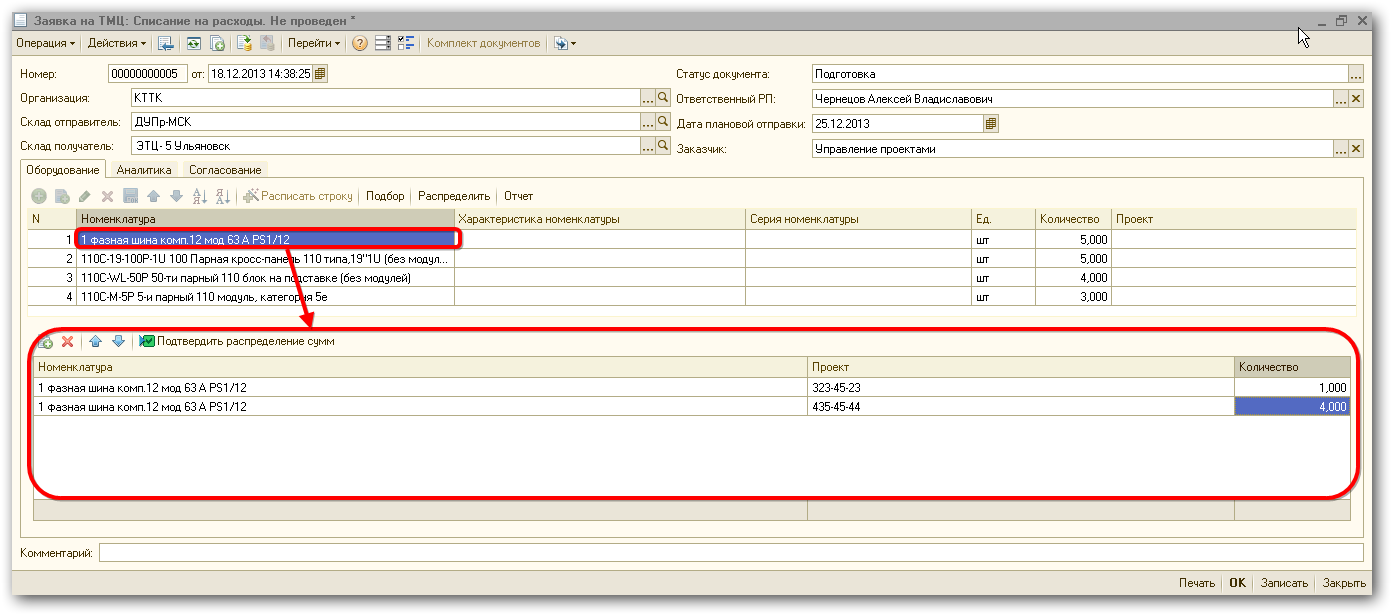 Заявка на ТМЦ: Списание на расходы. Не проведен *
Операция Действия Перейти Комплект документов
Номер: 00000000005 от: 18.12.2013 14:38:25 Статус документа: Подготовка
Организация: КТТК Ответственный РП: Чернецов Алексей Владиславович
Склад отправитель: ДУПр-МСК Дата плановой отправки: 25.12.2013
Склад получатель: ЭТЦ- 5 Ульяновск Заказчик: Управление проектами
Оборудование Аналитика Согласование
Расписать строку Подбор Распределить Отчет
N Номенклатура Характеристика номенклатуры Серия номенклатуры Ед. Количество Проект
1 1 фазная шина комп.12 мод 63 А PS1/12 шт 5,000
2 110C-19-100P-1U 100 Парная кросс-панель 110 типа,19"1U (без модул... шт 5,000
3 110C-WL-50P 50-ти парный 110 блок на подставке (без модулей) шт 4,000
4 110C-M-5P 5-и парный 110 модуль, категория 5е шт 3,000
Подтвердить распределение сумм
Номенклатура Проект Количество
1 фазная шина комп.12 мод 63 А PS1/12 323-45-23 1,000
1 фазная шина комп.12 мод 63 А PS1/12 435-45-44 4,000
Комментарий:
Печать OK Записать Закрыть